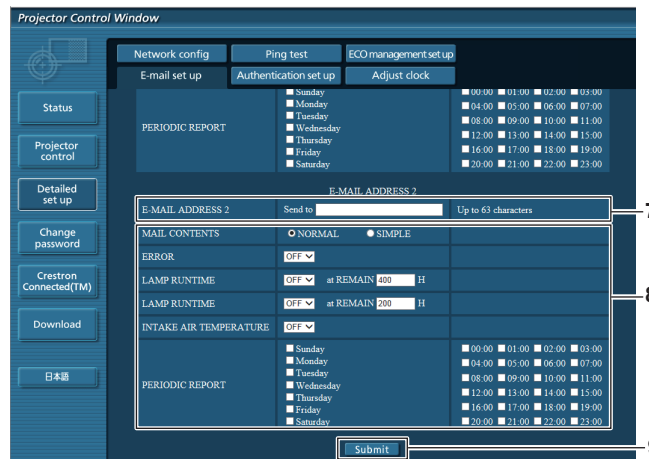 Projector Control Window
Network config Ping test ECO management set up
E-mail set up Authentication set up Adjust clock
Status
Projector control
Detailed set up
Change password
Crestron Connected(TM)
Download
日本語
PERIODIC REPORT
Sunday
Monday
Tuesday
Wednesday
Thursday
Friday
Saturday
00:00 01:00 02:00 03:00
04:00 05:00 06:00 07:00
08:00 09:00 10:00 11:00
12:00 13:00 14:00 15:00
16:00 17:00 18:00 19:00
20:00 21:00 22:00 23:00
E-MAIL ADDRESS 2
E-MAIL ADDRESS 2 Send to Up to 63 characters
7
MAIL CONTENTS NORMAL SIMPLE
ERROR OFF
LAMP RUNTIME OFF at REMAIN 400 H
8
LAMP RUNTIME OFF at REMAIN 200 H
INTAKE AIR TEMPERATURE OFF
PERIODIC REPORT
Sunday
Monday
Tuesday
Wednesday
Thursday
Friday
Saturday
00:00 01:00 02:00 03:00
04:00 05:00 06:00 07:00
08:00 09:00 10:00 11:00
12:00 13:00 14:00 15:00
16:00 17:00 18:00 19:00
20:00 21:00 22:00 23:00
Submit